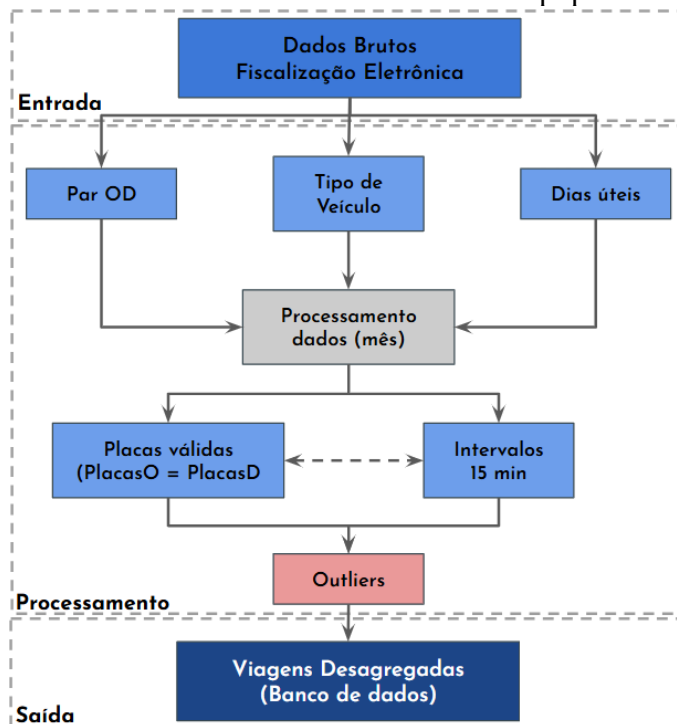 Dados Brutos
Fiscalização Eletrônica
Entrada
Par OD
Tipo de
Veículo
Dias úteis
Processamento
dados (mês)
Placas válidas
(PlacasO = PlacasD
Intervalos
15 min
Outliers
Processamento
Viagens Desagregadas
(Banco de dados)
Saída